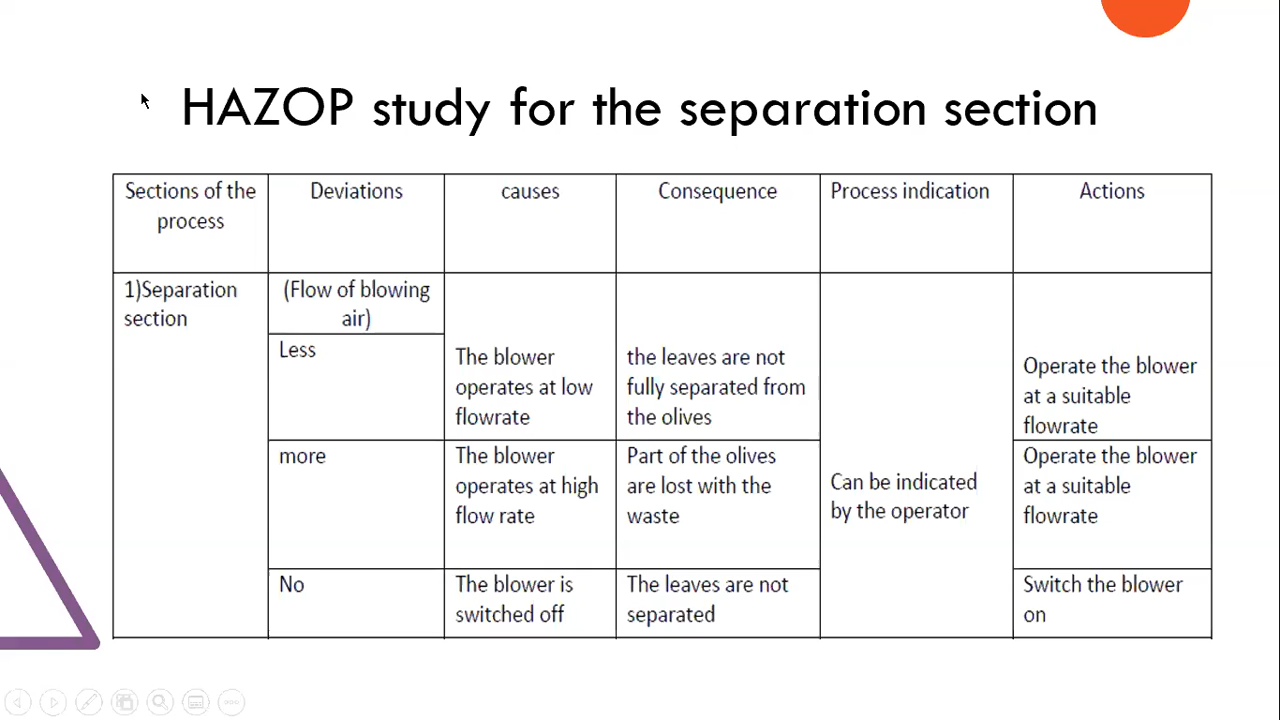 HAZOP study for the separation section
Sections of the
process
Deviations
causes
Consequence
Process indication
Actions
1)Separation
section
(Flow of blowing
air)
Less
The blower
operates at low
flowrate
the leaves are not
fully separated from
the olives
Can be indicated
by the operator
Operate the blower
at a suitable
flowrate
more
The blower
operates at high
flow rate
Part of the olives
are lost with the
waste
Operate the blower
at a suitable
flowrate
No
The blower is
switched off
The leaves are not
separated
Switch the blower
on